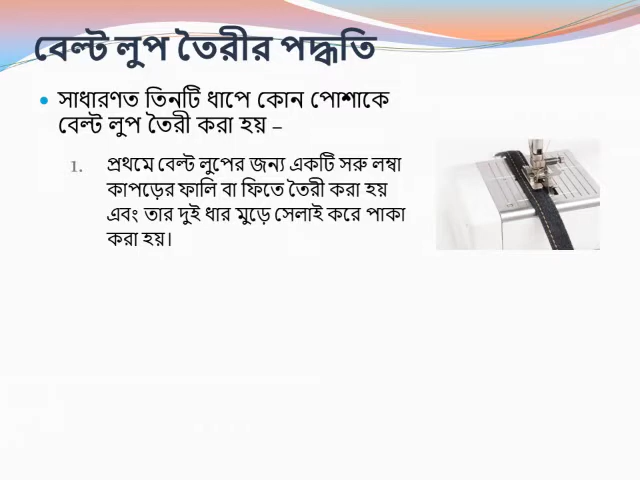 বেল্ট লুপ তৈরীর পদ্ধতি
• সাধারণত তিনটি ধাপে কোন পোশাকে
বেল্ট লুপ তৈরী করা হয় –
1. প্রথমে বেল্ট লুপের জন্য একটি সরু লম্বা
কাপড়ের ফালি বা ফিতে তৈরী করা হয়
এবং তার দুই ধার মুড়ে সেলাই করে পাকা
করা হয়।